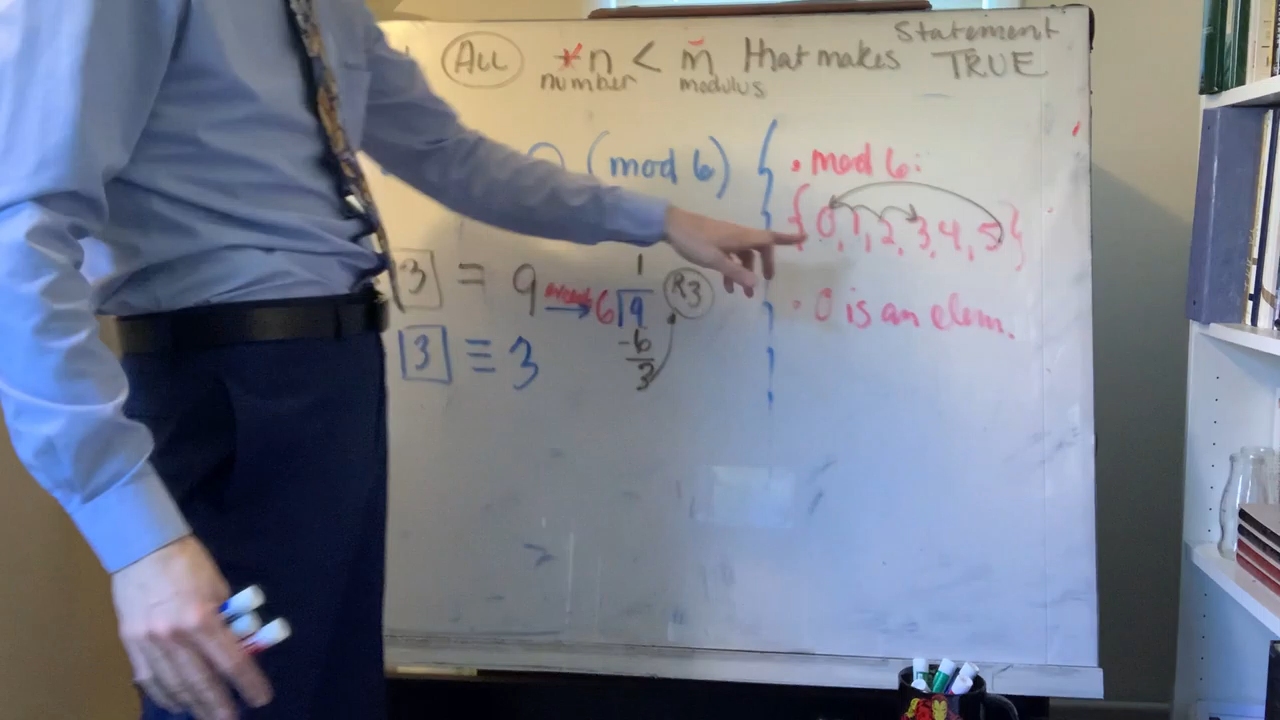 ALL *n < m that makes Statement TRUE
number modulus
(mod 6)
3 = 9 → 6)9 1 R3
-6
3
3 ≡ 3
• mod 6:
{0, 1, 2, 3, 4, 5}
• 0 is an elem.